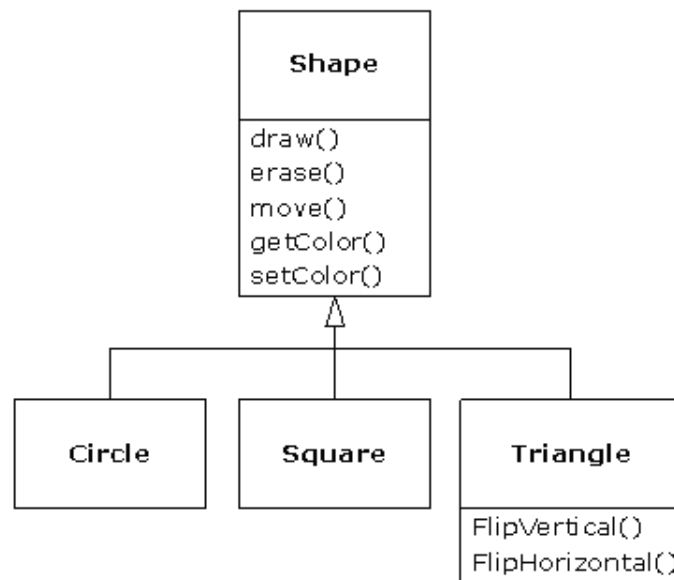 Shape
draw()
erase()
move()
getColor()
setColor()
Circle
Square
Triangle
FlipVertical()
FlipHorizontal()